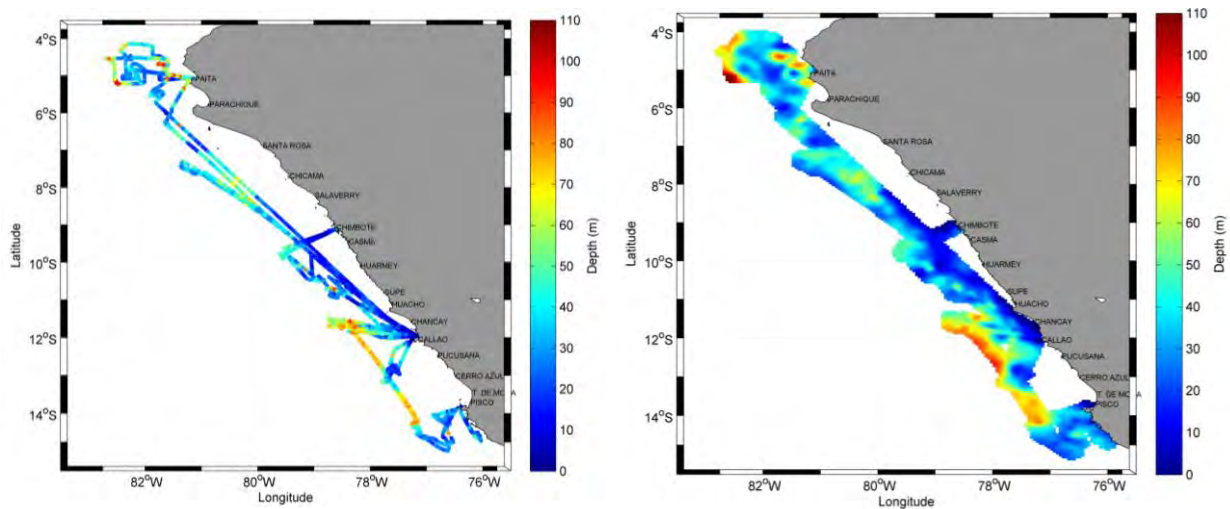 4°S
6°S
8°S
10°S
12°S
14°S
Latitude
82°W
80°W
78°W
76°W
Longitude
PAITA
PARACHIQUE
SANTA ROSA
CHICAMA
SALAVERRY
CHIMBOTE
CASMA
HUARMEY
SUPE
HUACHO
CHANCAY
CALLAO
PUCUSANA
CERRO AZUL
PISCO
110
100
90
80
70
60
50
40
30
20
10
0
Depth (m)
4°S
6°S
8°S
10°S
12°S
14°S
Latitude
82°W
80°W
78°W
76°W
Longitude
PAITA
PARACHIQUE
SANTA ROSA
CHICAMA
SALAVERRY
CHIMBOTE
CASMA
HUARMEY
SUPE
HUACHO
CHANCAY
CALLAO
PUCUSANA
CERRO AZUL
T. DE MORA
PISCO
110
100
90
80
70
60
50
40
30
20
10
0
Depth (m)